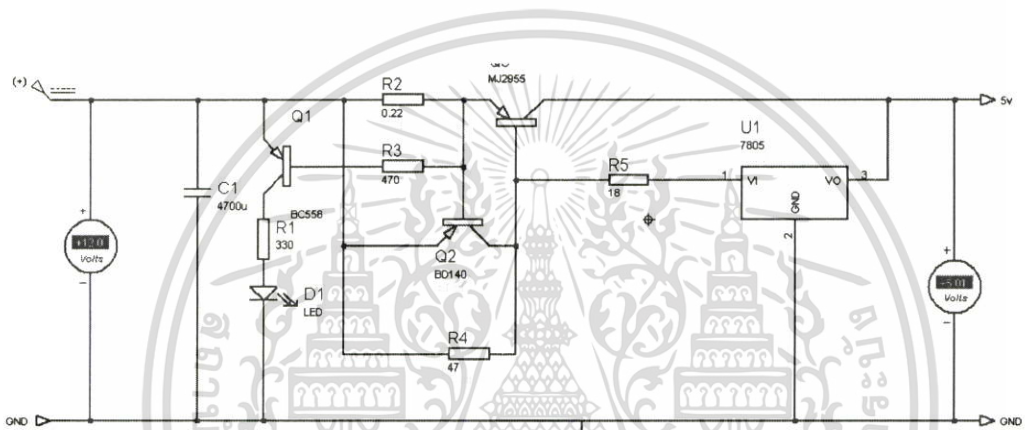 (+)
R2
0.22
MJ2955
5v
Q1
R3
470
U1
7805
R5
18
1
VI
VO
3
GND
2
C1
4700u
BC558
R1
330
Q2
BD140
+12.0
Volts
+
-
D1
LED
R4
47
+
+5.01
Volts
-
GND
GND